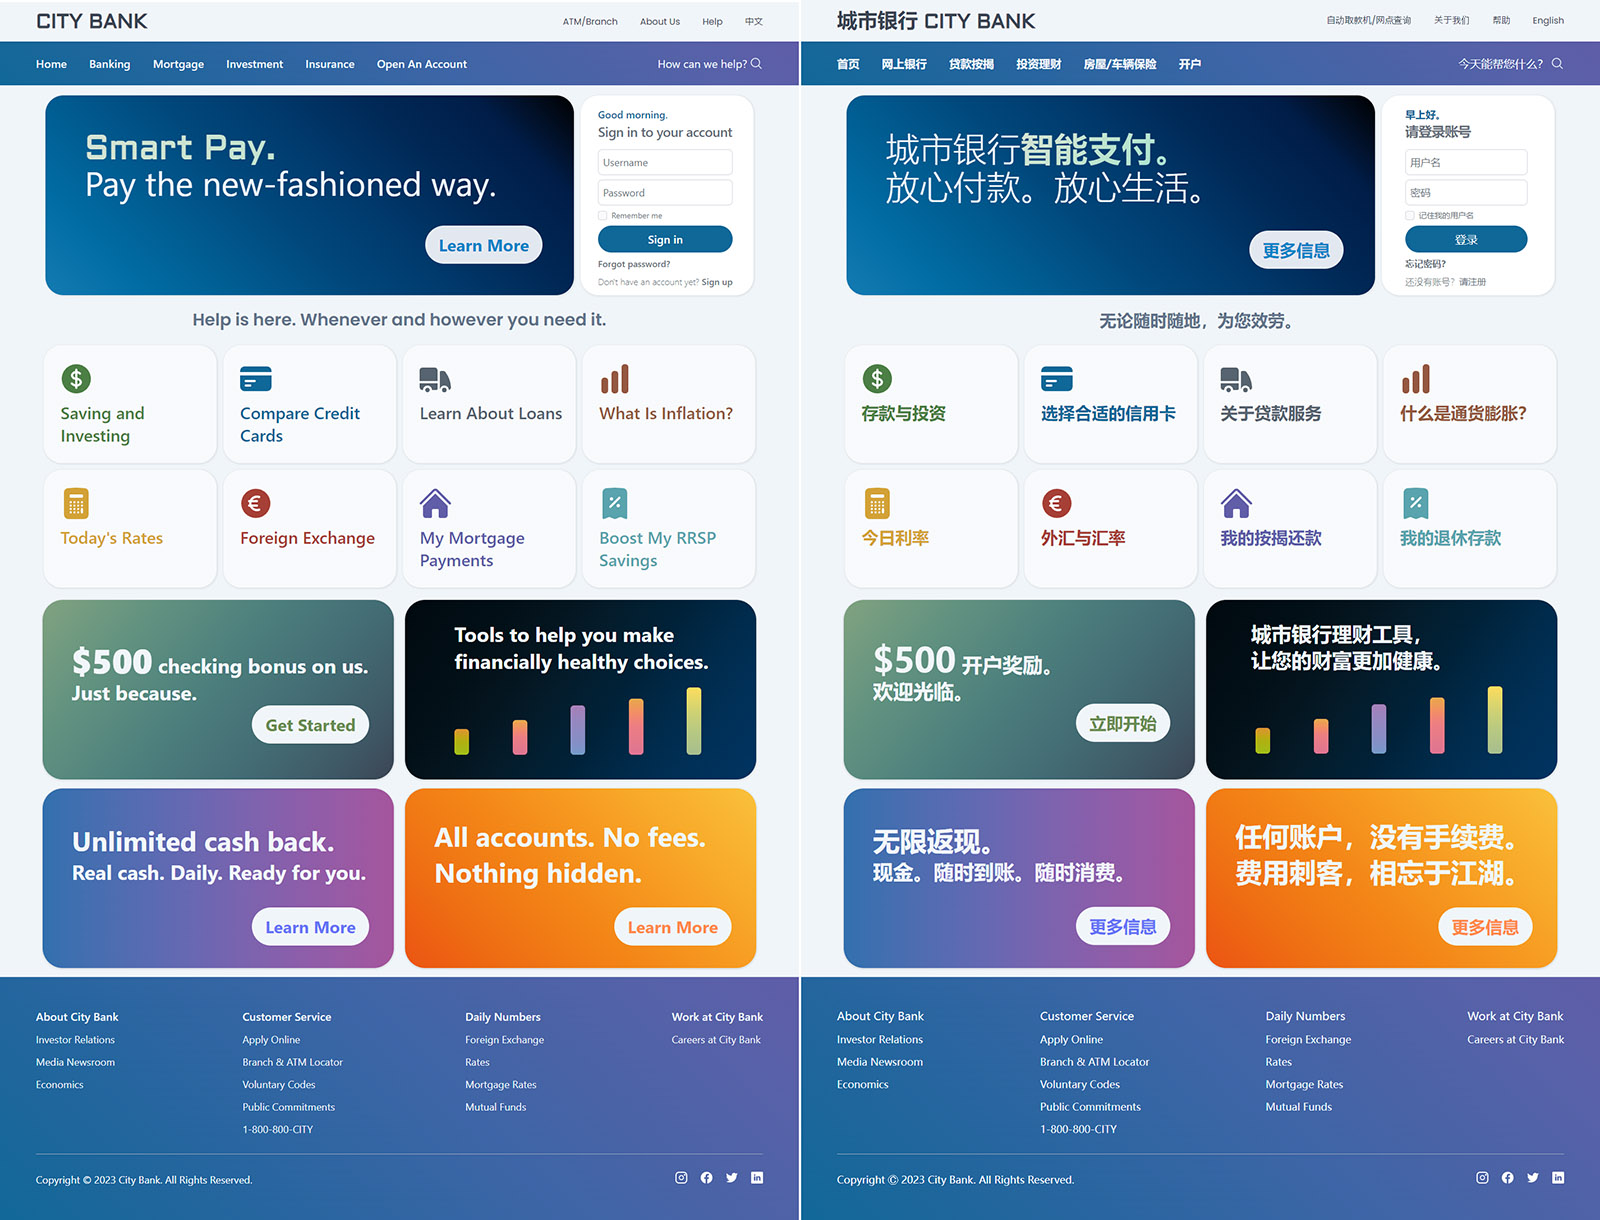 CITY BANK
ATM/Branch About Us Help 中文
Home Banking Mortgage Investment Insurance Open An Account How can we help?
Smart Pay.
Pay the new-fashioned way.
Learn More
Good morning.
Sign in to your account
Username
Password
Remember me
Sign in
Forgot password?
Don't have an account yet? Sign up
Help is here. Whenever and however you need it.
Saving and
Investing
Compare Credit
Cards
Learn About Loans
What Is Inflation?
Today's Rates
Foreign Exchange
My Mortgage
Payments
Boost My RRSP
Savings
$500 checking bonus on us.
Just because.
Get Started
Tools to help you make
financially healthy choices.
Unlimited cash back.
Real cash. Daily. Ready for you.
Learn More
All accounts. No fees.
Nothing hidden.
Learn More
About City Bank
Investor Relations
Media Newsroom
Economics
Customer Service
Apply Online
Branch & ATM Locator
Voluntary Codes
Public Commitments
1-800-800-CITY
Daily Numbers
Foreign Exchange
Rates
Mortgage Rates
Mutual Funds
Work at City Bank
Careers at City Bank
Copyright © 2023 City Bank. All Rights Reserved.
城市银行 CITY BANK
自动取款机/网点查询 关于我们 帮助 English
首页 网上银行 贷款按揭 投资理财 房屋/车辆保险 开户 今天能帮您什么?
城市银行智能支付。
放心付款。放心生活。
更多信息
早上好。
请登录账号
用户名
密码
记住我的用户名
登录
忘记密码?
还没有账号? 请注册
无论随时随地，为您效劳。
存款与投资
选择合适的信用卡
关于贷款服务
什么是通货膨胀?
今日利率
外汇与汇率
我的按揭还款
我的退休存款
$500 开户奖励。
欢迎光临。
立即开始
城市银行理财工具，
让您的财富更加健康。
无限返现。
现金。随时到账。随时消费。
更多信息
任何账户，没有手续费。
费用刺客，相忘于江湖。
更多信息
About City Bank
Investor Relations
Media Newsroom
Economics
Customer Service
Apply Online
Branch & ATM Locator
Voluntary Codes
Public Commitments
1-800-800-CITY
Daily Numbers
Foreign Exchange
Rates
Mortgage Rates
Mutual Funds
Work at City Bank
Careers at City Bank
Copyright © 2023 City Bank. All Rights Reserved.